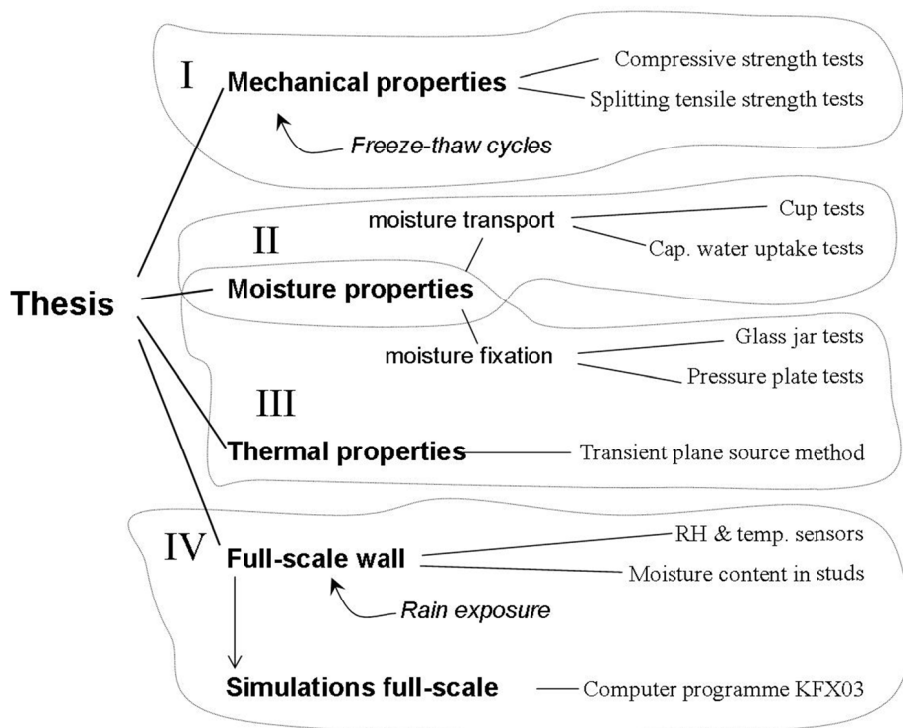 I
Mechanical properties
Compressive strength tests
Splitting tensile strength tests
Freeze-thaw cycles
II
moisture transport
Cup tests
Cap. water uptake tests
Thesis
Moisture properties
moisture fixation
Glass jar tests
Pressure plate tests
III
Thermal properties
Transient plane source method
IV
Full-scale wall
RH & temp. sensors
Moisture content in studs
Rain exposure
Simulations full-scale
Computer programme KFX03